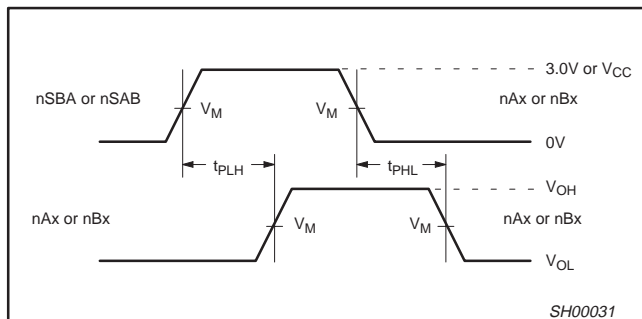 3.0V or VCC
nSBA or nSAB
VM
VM
nAx or nBx
0V
tPLH
tPHL
VOH
nAx or nBx
VM
VM
nAx or nBx
VOL
SH00031